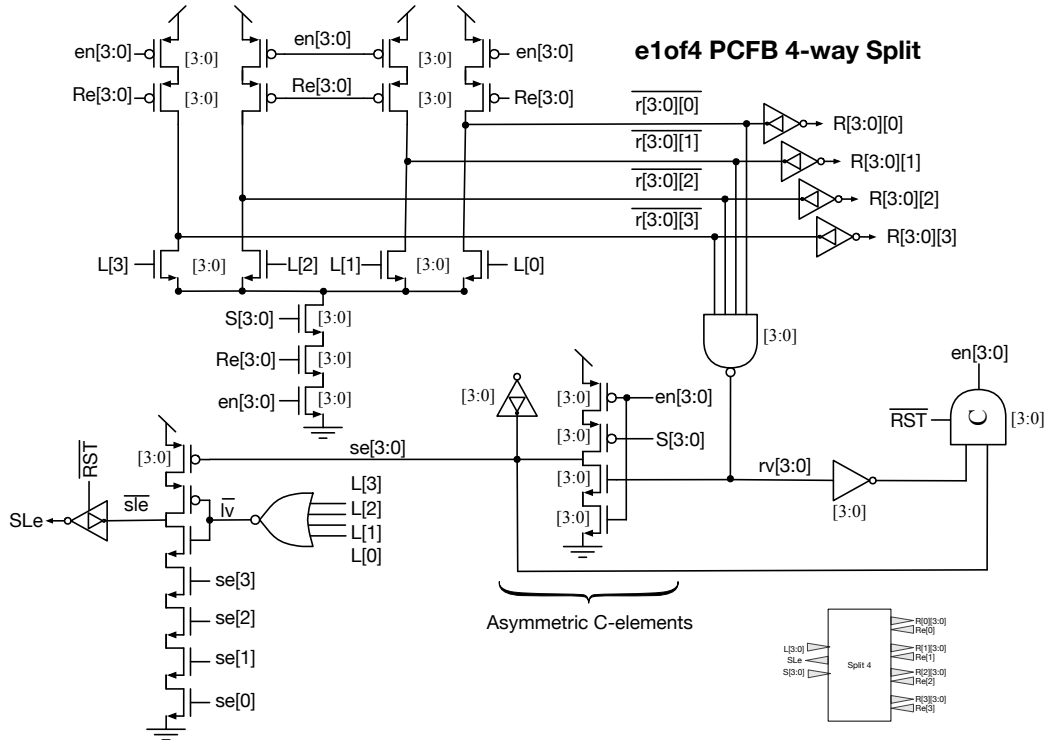 e1of4 PCFB 4-way Split
en[3:0]
[3:0]
en[3:0]
[3:0]
en[3:0]
Re[3:0]
[3:0]
Re[3:0]
[3:0]
Re[3:0]
r[3:0][0]
R[3:0][0]
r[3:0][1]
R[3:0][1]
r[3:0][2]
R[3:0][2]
r[3:0][3]
R[3:0][3]
L[3]
[3:0]
L[2]
L[1]
[3:0]
L[0]
S[3:0]
[3:0]
Re[3:0]
[3:0]
en[3:0]
[3:0]
[3:0]
en[3:0]
RST
C
[3:0]
[3:0]
[3:0]
en[3:0]
[3:0]
S[3:0]
[3:0]
[3:0]
rv[3:0]
[3:0]
se[3:0]
[3:0]
RST
SLe
sle
lv
L[3]
L[2]
L[1]
L[0]
se[3]
se[2]
se[1]
se[0]
Asymmetric C-elements
L[3:0]
SLe
S[3:0]
Split 4
R[0][3:0]
Re[0]
R[1][3:0]
Re[1]
R[2][3:0]
Re[2]
R[3][3:0]
Re[3]